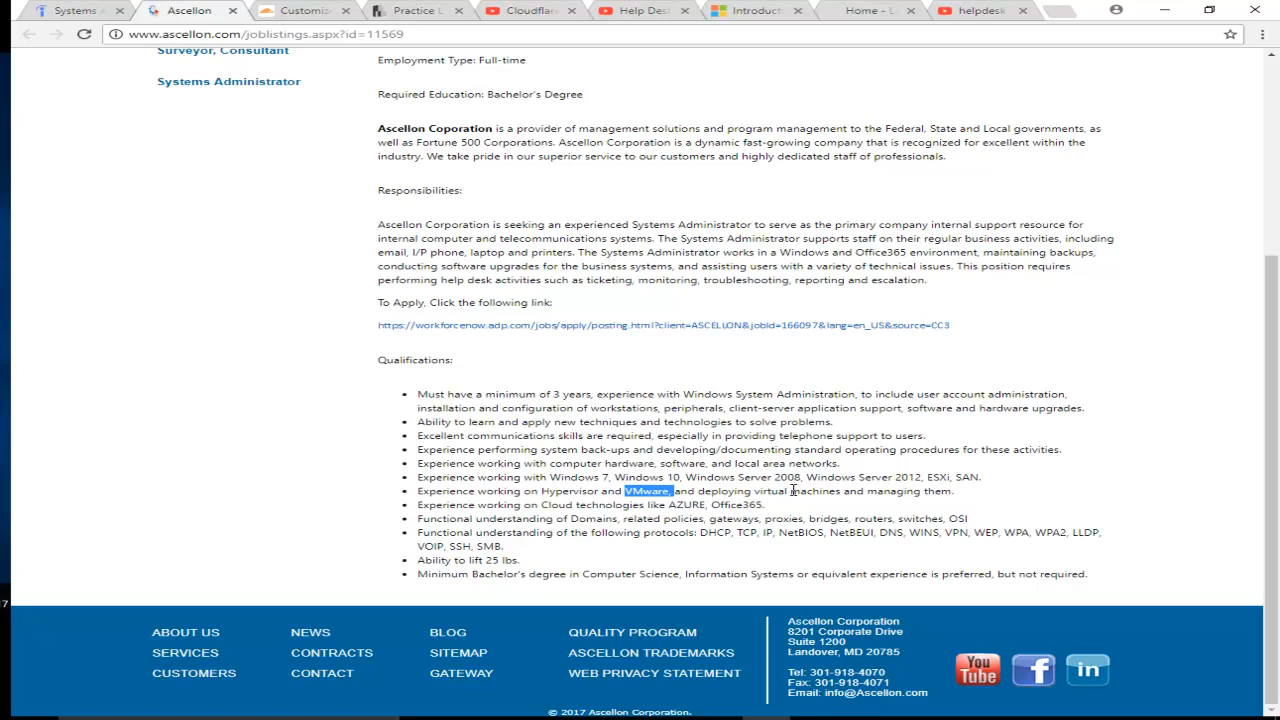 Systems A
Ascellon
Customize
Practice L
Cloudflar
Help Des
Introduct
Home - L
helpdesk
www.ascellon.com/joblistings.aspx?id=11569
Surveyor, Consultant
Systems Administrator
Employment Type: Full-time
Required Education: Bachelor's Degree
Ascellon Coporation is a provider of management solutions and program management to the Federal, State and Local governments, as
well as Fortune 500 Corporations. Ascellon Corporation is a dynamic fast-growing company that is recognized for excellent within the
industry. We take pride in our superior service to our customers and highly dedicated staff of professionals.
Responsibilities:
Ascellon Corporation is seeking an experienced Systems Administrator to serve as the primary company internal support resource for
internal computer and telecommunications systems. The Systems Administrator supports staff on their regular business activities, including
email, I/P phone, laptop and printers. The Systems Administrator works in a Windows and Office365 environment, maintaining backups,
conducting software upgrades for the business systems, and assisting users with a variety of technical issues. This position requires
performing help desk activities such as ticketing, monitoring, troubleshooting, reporting and escalation.
To Apply, Click the following link:
https://workforcenow.adp.com/jobs/apply/posting.html?client=ASCELLON&jobId=166097&lang=en_US&source=CC3
Qualifications:
• Must have a minimum of 3 years, experience with Windows System Administration, to include user account administration,
installation and configuration of workstations, peripherals, client-server application support, software and hardware upgrades.
• Ability to learn and apply new techniques and technologies to solve problems.
• Excellent communications skills are required, especially in providing telephone support to users.
• Experience performing system back-ups and developing/documenting standard operating procedures for these activities.
• Experience working with computer hardware, software, and local area networks.
• Experience working with Windows 7, Windows 10, Windows Server 2008, Windows Server 2012, ESXi, SAN.
• Experience working on Hypervisor and VMware, and deploying virtual machines and managing them.
• Experience working on Cloud technologies like AZURE, Office365.
• Functional understanding of Domains, related policies, gateways, proxies, bridges, routers, switches, OSI
• Functional understanding of the following protocols: DHCP, TCP, IP, NetBIOS, NetBEUI, DNS, WINS, VPN, WEP, WPA, WPA2, LLDP,
VOIP, SSH, SMB.
• Ability to lift 25 lbs.
• Minimum Bachelor's degree in Computer Science, Information Systems or equivalent experience is preferred, but not required.
ABOUT US
SERVICES
CUSTOMERS
NEWS
CONTRACTS
CONTACT
BLOG
SITEMAP
GATEWAY
QUALITY PROGRAM
ASCELLON TRADEMARKS
WEB PRIVACY STATEMENT
Ascellon Corporation
8201 Corporate Drive
Suite 1200
Landover, MD 20785
Tel: 301-918-4070
Fax: 301-918-4071
Email: info@Ascellon.com
You
Tube
f
in
© 2017 Ascellon Corporation.